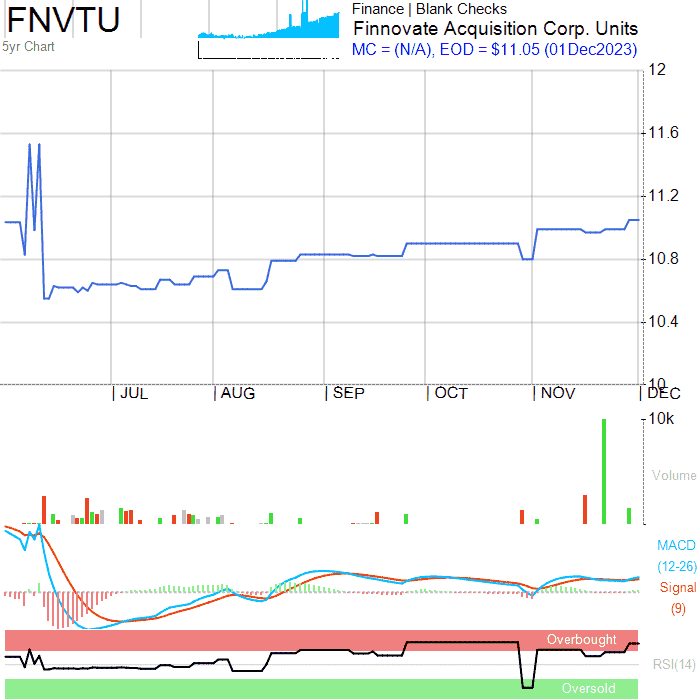 FNVTU
5yr Chart
Finance | Blank Checks
Finnovate Acquisition Corp. Units
MC = (N/A), EOD = $11.05 (01Dec2023)
12
11.6
11.2
10.8
10.4
10
JUL AUG SEP OCT NOV DEC
10k
Volume
MACD
(12-26)
Signal
(9)
Overbought
RSI(14)
Oversold